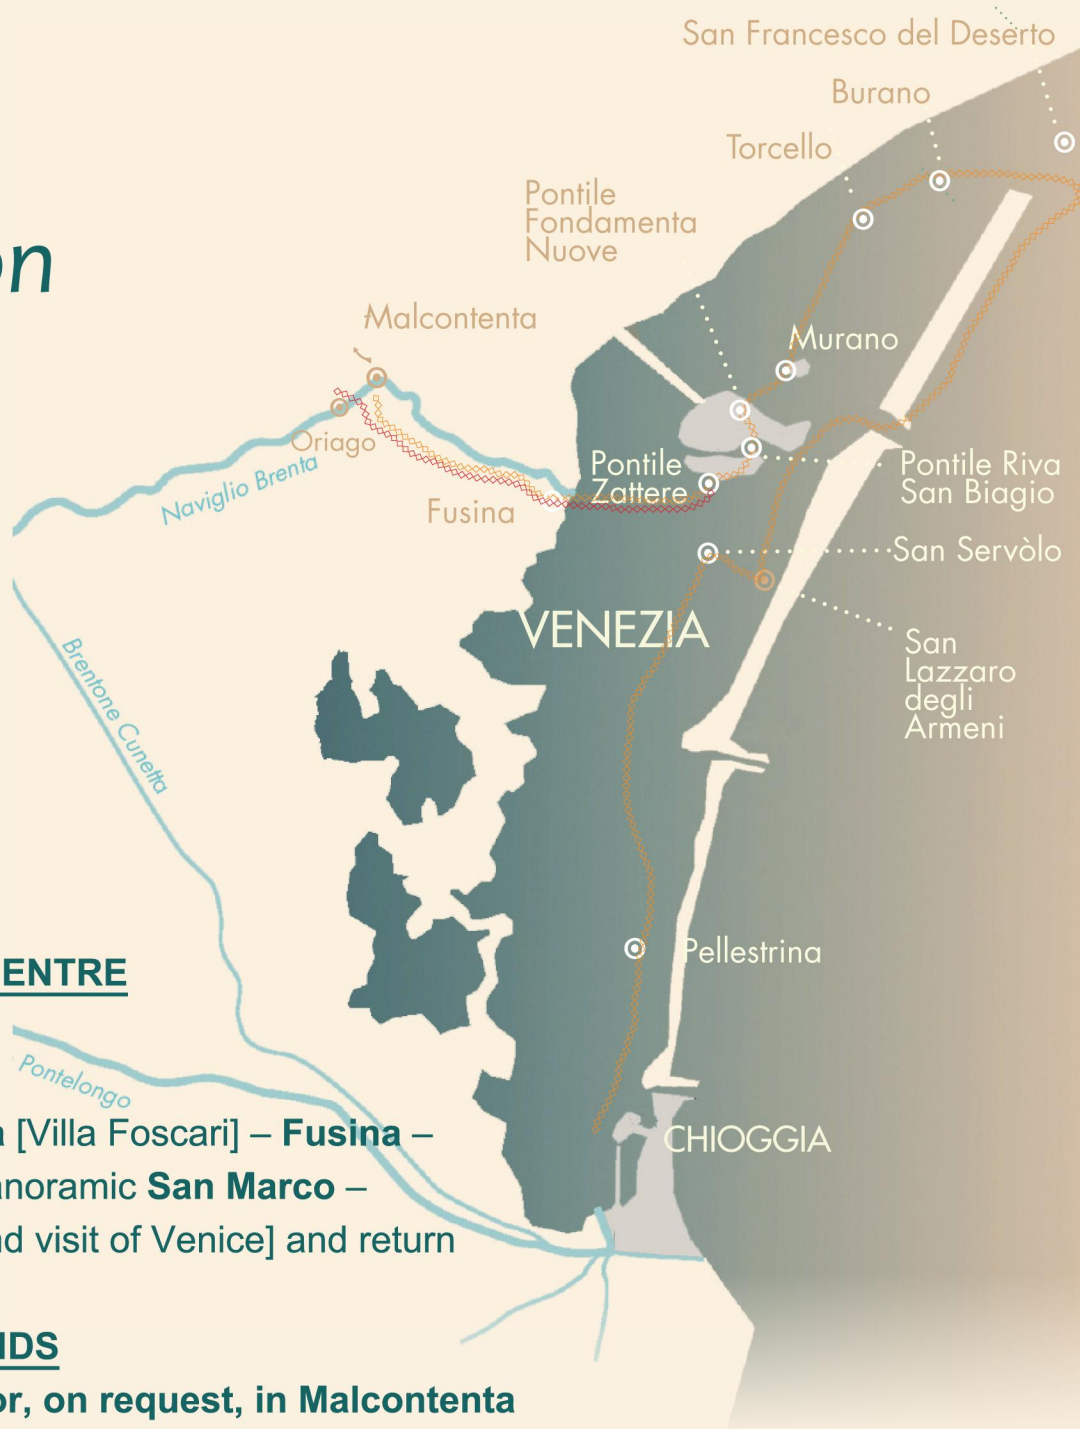 San Francesco del Deserto
Burano
Torcello
Pontile
Fondamenta
Nuove
on
Malcontenta
Murano
Oriago
Naviglio Brenta
Pontile
Zattere
Pontile Riva
San Biagio
Fusina
San Servòlo
VENEZIA
San
Lazzaro
degli
Armeni
Brentone Cunetta
Pellestrina
ENTRE
Pontelongo
a [Villa Foscari] – Fusina –
CHIOGGIA
anoramic San Marco –
nd visit of Venice] and return
NDS
or, on request, in Malcontenta